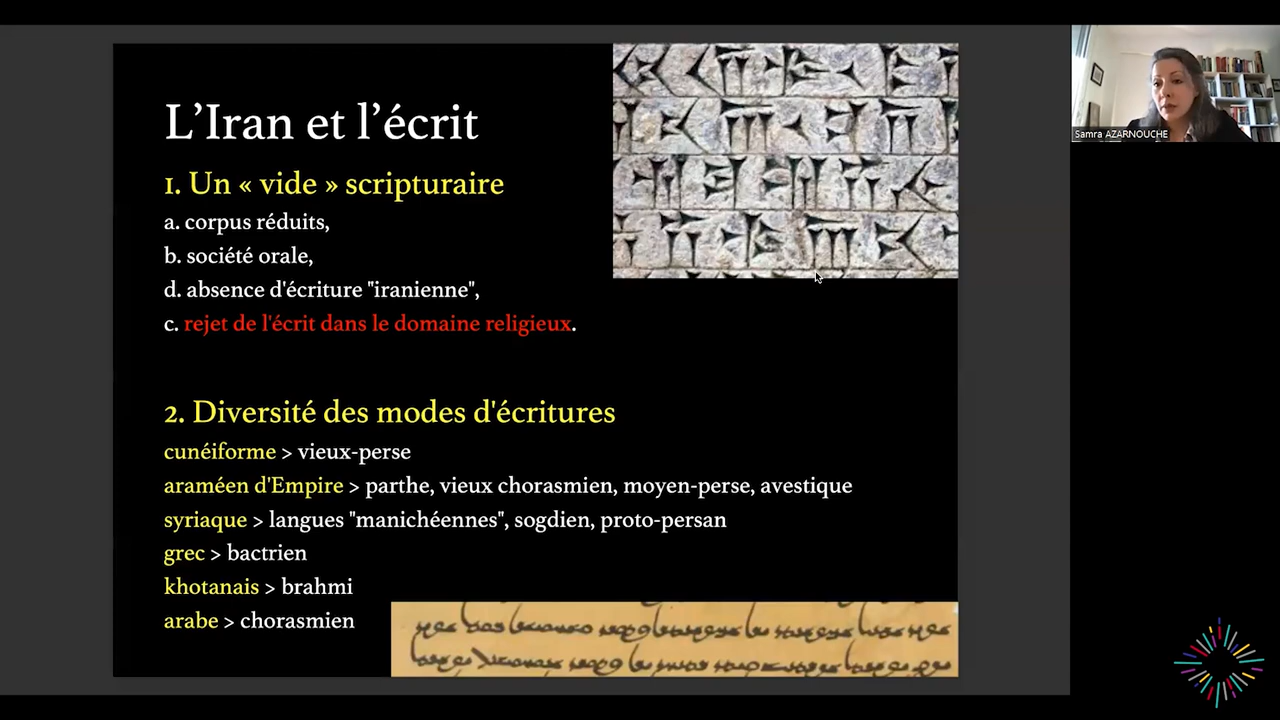 L'Iran et l'écrit
1. Un « vide » scripturaire
a. corpus réduits,
b. société orale,
d. absence d'écriture "iranienne",
c. rejet de l'écrit dans le domaine religieux.
2. Diversité des modes d'écritures
cunéiforme > vieux-perse
araméen d'Empire > parthe, vieux chorasmien, moyen-perse, avestique
syriaque > langues "manichéennes", sogdien, proto-persan
grec > bactrien
khotanais > brahmi
arabe > chorasmien
Samra AZARNOUCHE